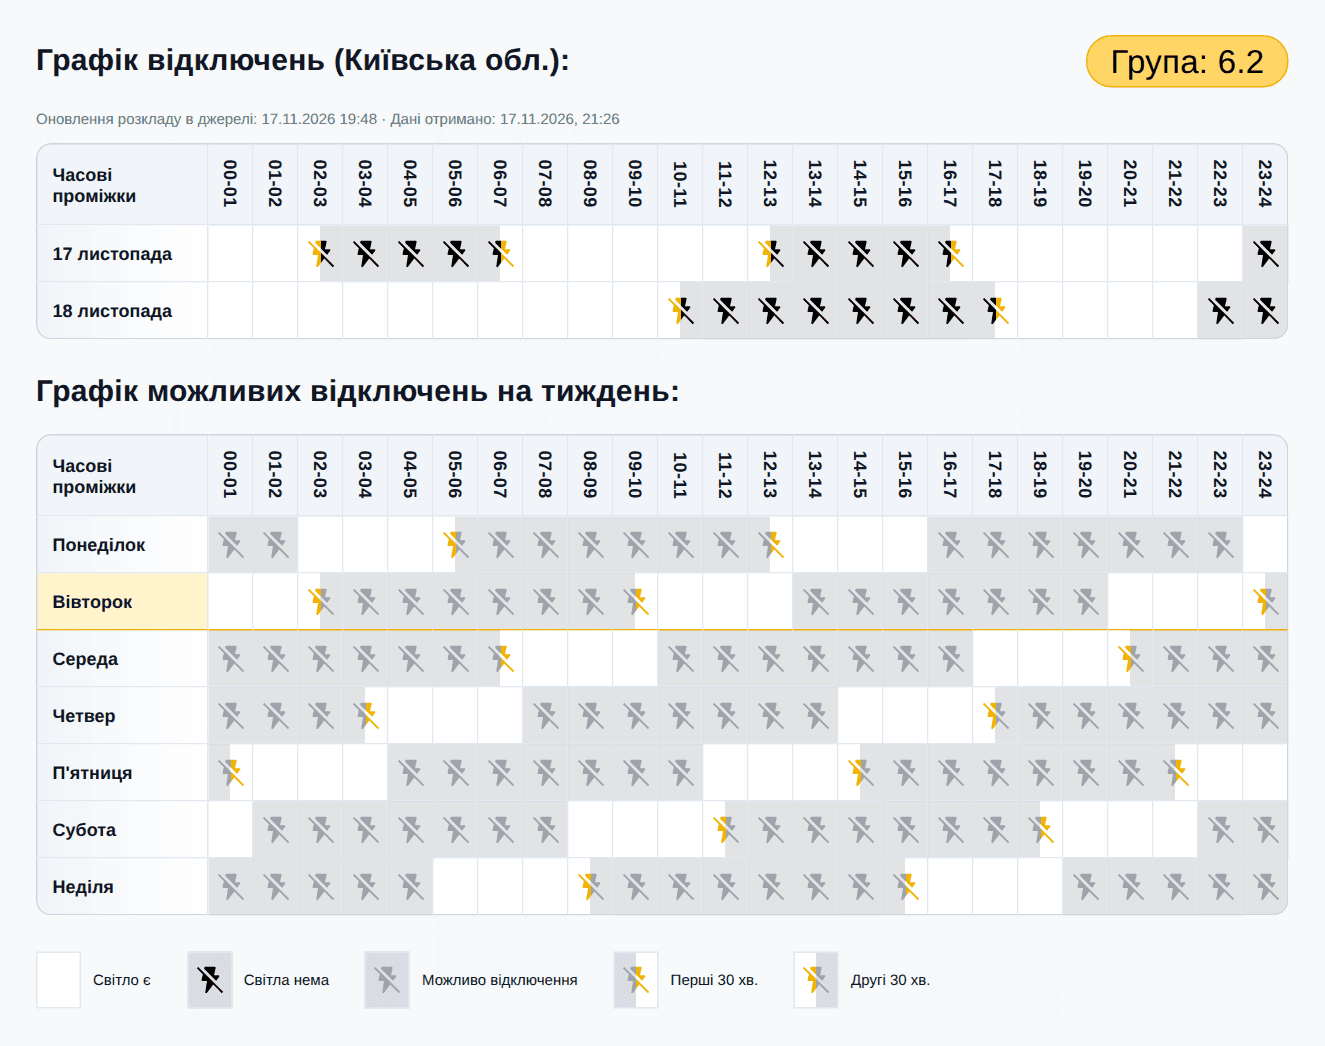 Графік відключень (Київська обл.):
Група: 6.2
Оновлення розкладу в джерелі: 17.11.2026 19:48 · Дані отримано: 17.11.2026, 21:26
Часові проміжки 00-01 01-02 02-03 03-04 04-05 05-06 06-07 07-08 08-09 09-10 10-11 11-12 12-13 13-14 14-15 15-16 16-17 17-18 18-19 19-20 20-21 21-22 22-23 23-24
17 листопада
18 листопада
Графік можливих відключень на тиждень:
Часові проміжки 00-01 01-02 02-03 03-04 04-05 05-06 06-07 07-08 08-09 09-10 10-11 11-12 12-13 13-14 14-15 15-16 16-17 17-18 18-19 19-20 20-21 21-22 22-23 23-24
Понеділок
Вівторок
Середа
Четвер
П'ятниця
Субота
Неділя
Світло є Світла нема Можливо відключення Перші 30 хв. Другі 30 хв.